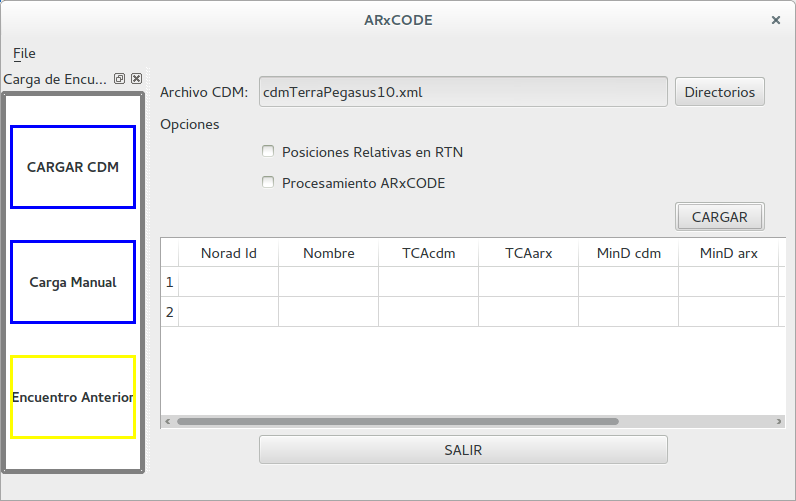 ARxCODE
File
Carga de Encu...
CARGAR CDM
Carga Manual
Encuentro Anterior
Archivo CDM: cdmTerraPegasus10.xml Directorios
Opciones
Posiciones Relativas en RTN
Procesamiento ARxCODE
CARGAR
Norad Id Nombre TCAcdm TCAarx MinD cdm MinD arx
1
2
SALIR